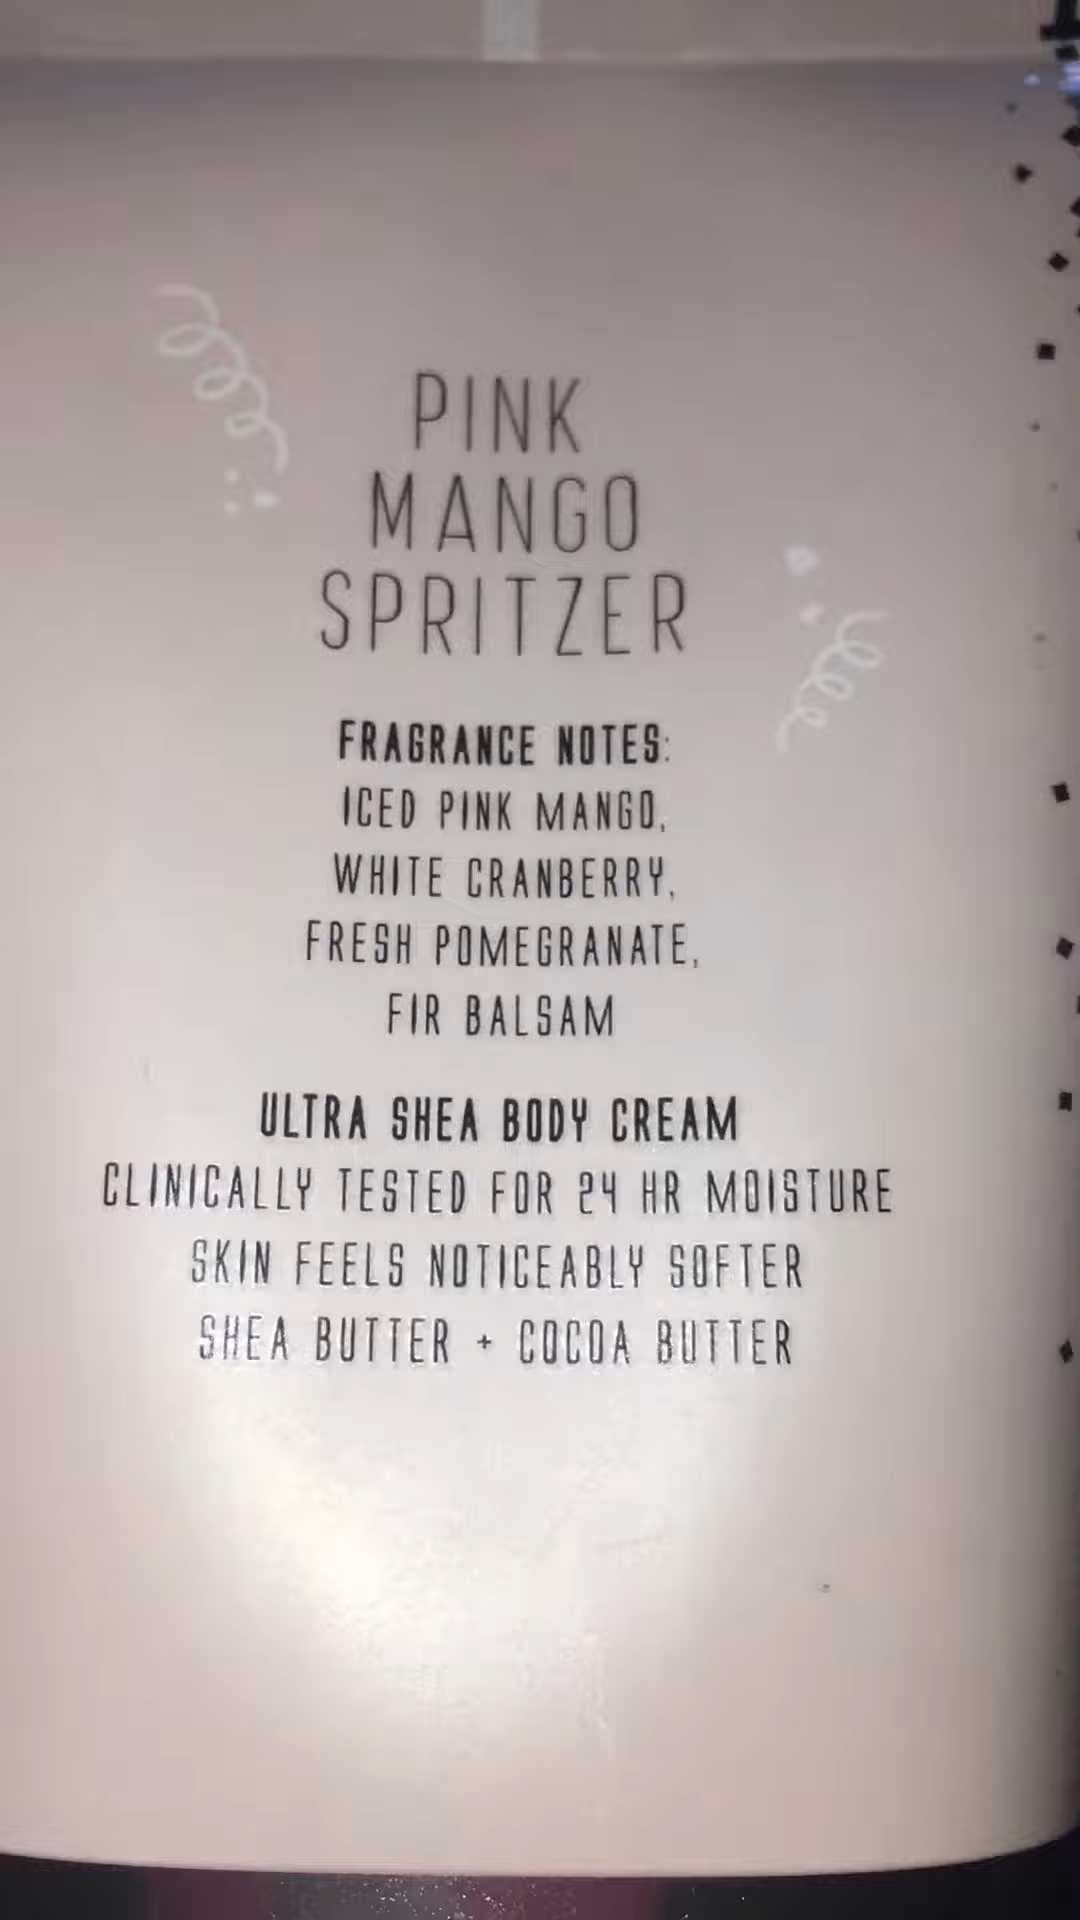 PINK
MANGO
SPRITZER
FRAGRANCE NOTES:
ICED PINK MANGO,
WHITE CRANBERRY,
FRESH POMEGRANATE,
FIR BALSAM
ULTRA SHEA BODY CREAM
CLINICALLY TESTED FOR 24 HR MOISTURE
SKIN FEELS NOTICEABLY SOFTER
SHEA BUTTER + COCOA BUTTER